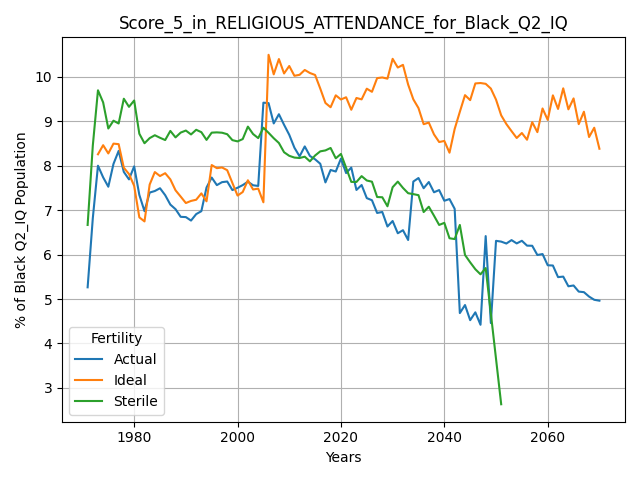 Score_5_in_RELIGIOUS_ATTENDANCE_for_Black_Q2_IQ
% of Black Q2_IQ Population
10
9
8
7
6
5
4
3
Fertility
Actual
Ideal
Sterile
1980 2000 2020 2040 2060
Years